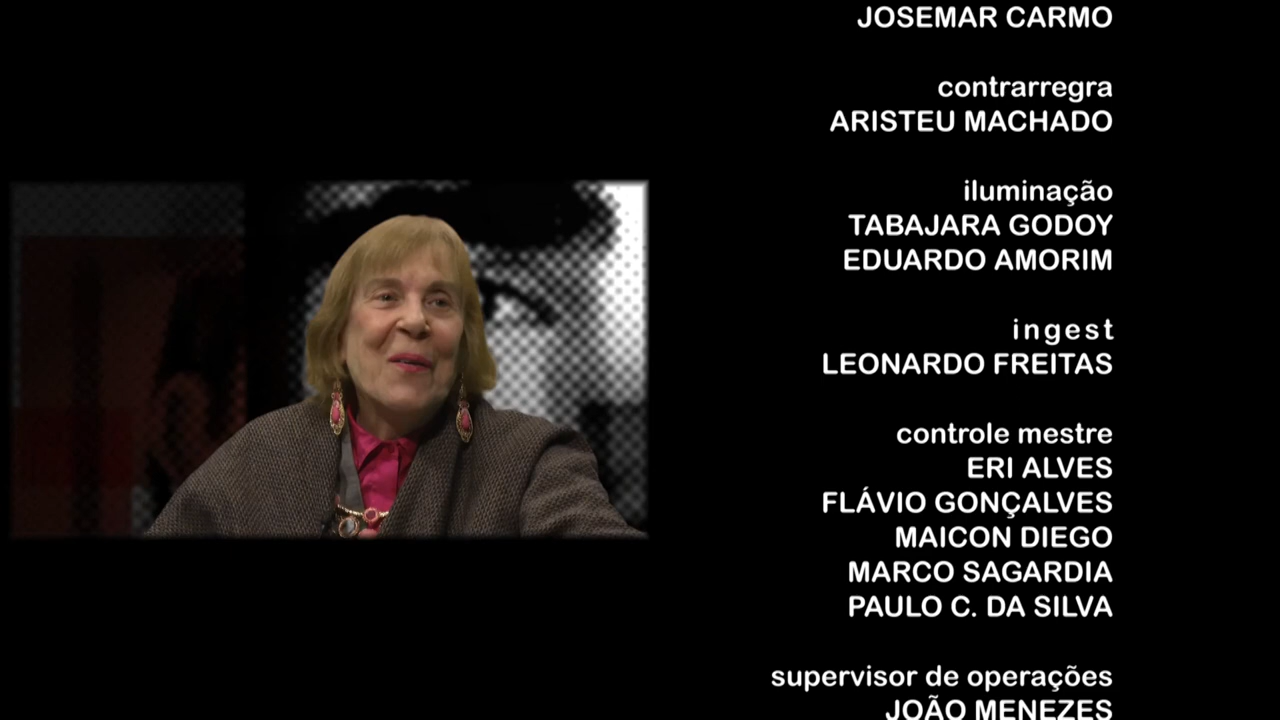 JOSEMAR CARMO
contrarregra
ARISTEU MACHADO
iluminação
TABAJARA GODOY
EDUARDO AMORIM
ingest
LEONARDO FREITAS
controle mestre
ERI ALVES
FLÁVIO GONÇALVES
MAICON DIEGO
MARCO SAGARDIA
PAULO C. DA SILVA
supervisor de operações
JOÃO MENEZES